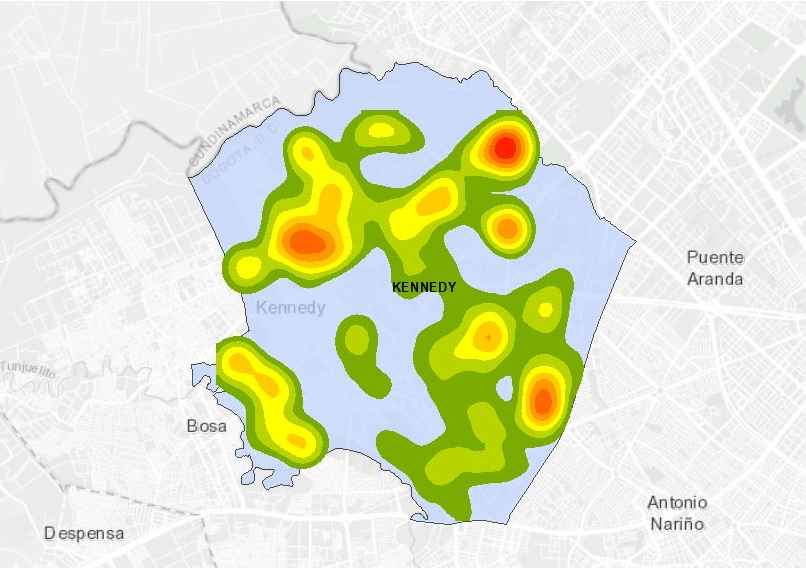 CUNDINAMARCA
BOGOTÁ D.C
Puente
Aranda
KENNEDY
Kennedy
Tunjuelito
Bosa
Antonio
Nariño
Despensa